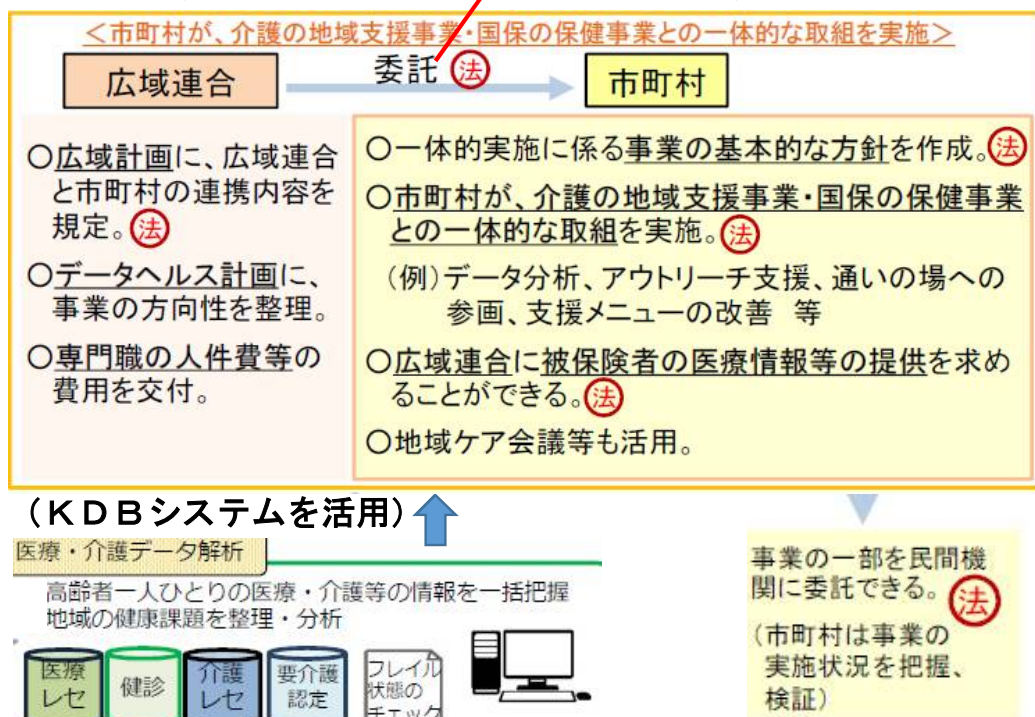 ＜市町村が、介護の地域支援事業・国保の保健事業との一体的な取組を実施＞
広域連合
委託 法
市町村
〇広域計画に、広域連合
と市町村の連携内容を
規定。法
〇データヘルス計画に、
事業の方向性を整理。
〇専門職の人件費等の
費用を交付。
〇一体的実施に係る事業の基本的な方針を作成。法
〇市町村が、介護の地域支援事業・国保の保健事業
との一体的な取組を実施。法
（例）データ分析、アウトリーチ支援、通いの場への
参画、支援メニューの改善 等
〇広域連合に被保険者の医療情報等の提供を求め
ることができる。法
〇地域ケア会議等も活用。
（ＫＤＢシステムを活用）
医療・介護データ解析
高齢者一人ひとりの医療・介護等の情報を一括把握
地域の健康課題を整理・分析
医療
レセ
健診
介護
レセ
要介護
認定
フレイル
状態の
チェック
事業の一部を民間機
関に委託できる。法
（市町村は事業の
実施状況を把握、
検証）